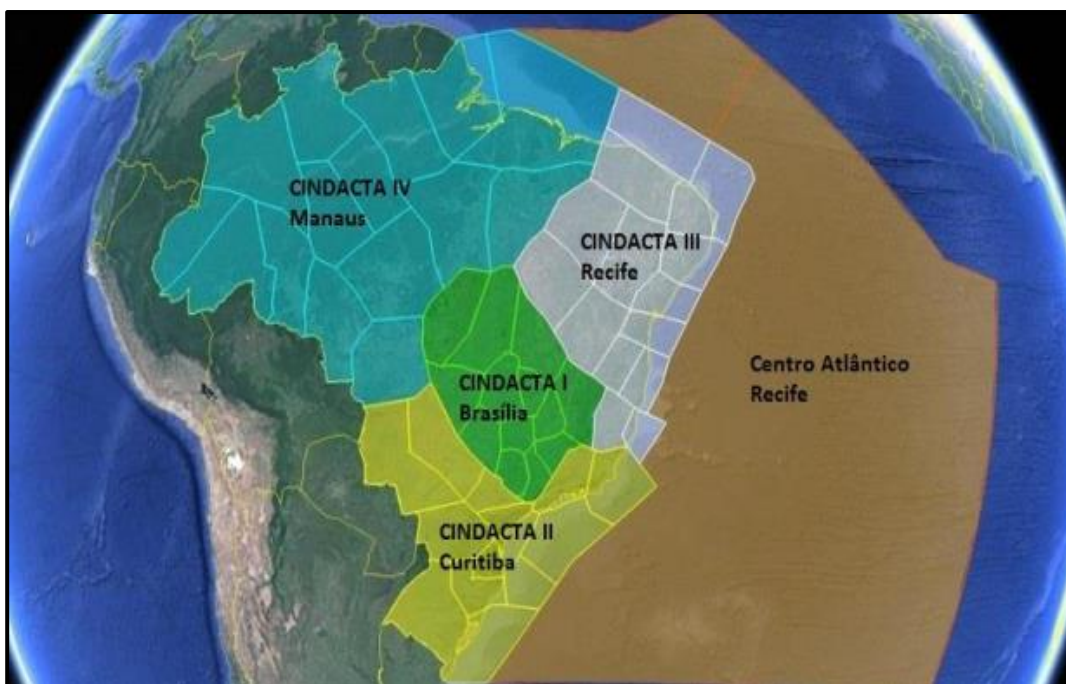 CINDACTA IV
Manaus
CINDACTA III
Recife
Centro Atlântico
Recife
CINDACTA I
Brasília
CINDACTA II
Curitiba